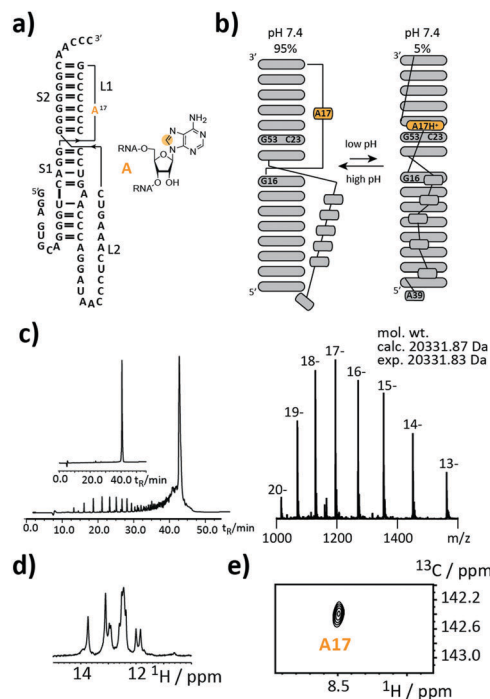 a)
A A C C C 3'
S2
L1
A17
S1
5'
L2
NH2
N
N
N
N
RNA-O
O
O OH
RNA
A
b)
pH 7.4
95%
3'
A17
G53 C23
G16
5'
low pH
high pH
pH 7.4
5%
3'
A17H+
G53 C23
G16
5'
A39
c)
0.0 20.0 40.0 tR/min
0.0 10.0 20.0 30.0 40.0 50.0 tR/min
mol. wt.
calc. 20331.87 Da
exp. 20331.83 Da
20-
19-
18-
17-
16-
15-
14-
13-
1000 1200 1400 m/z
d)
14 12 1H / ppm
e)
13C / ppm
142.2
142.6
143.0
A17
8.5 1H / ppm